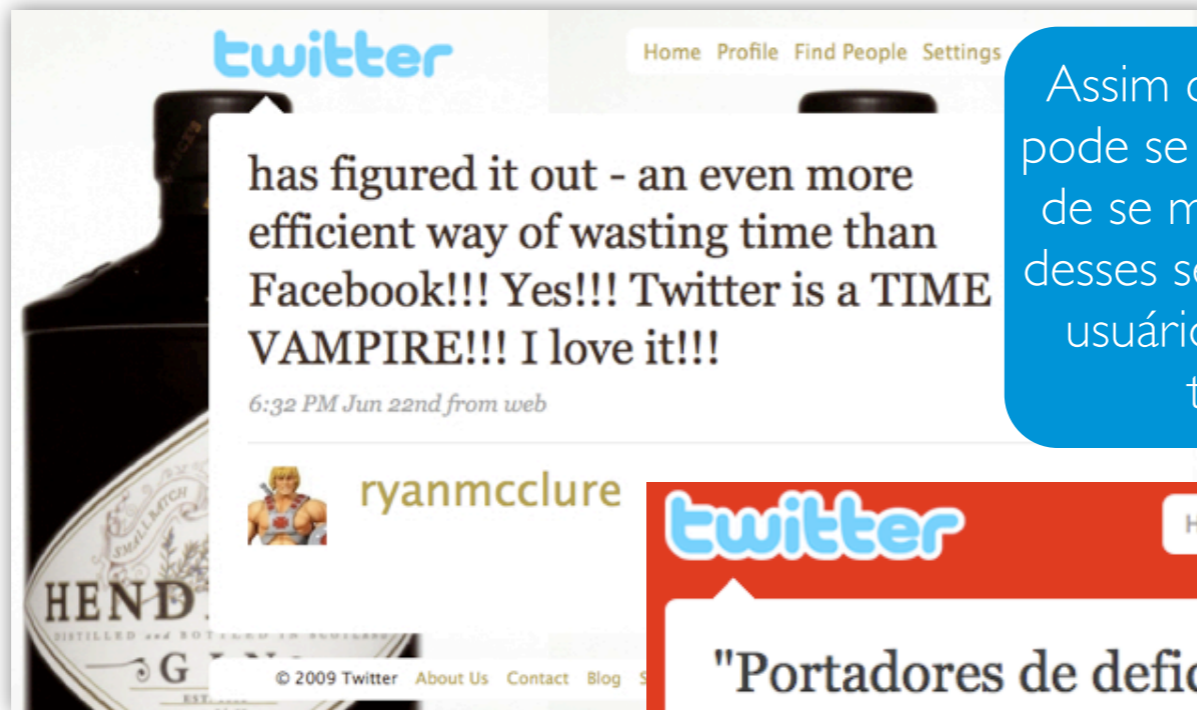 twitter
Home Profile Find People Settings
has figured it out - an even more
efficient way of wasting time than
Facebook!!! Yes!!! Twitter is a TIME
VAMPIRE!!! I love it!!!
6:32 PM Jun 22nd from web
ryanmcclure
© 2009 Twitter About Us Contact Blog
Assim
pode se
de se
desses
twitter
"Portadores de
SMALL BATCH
HEND
DISTILLED and BOTTLED IN SCOTLAND
G